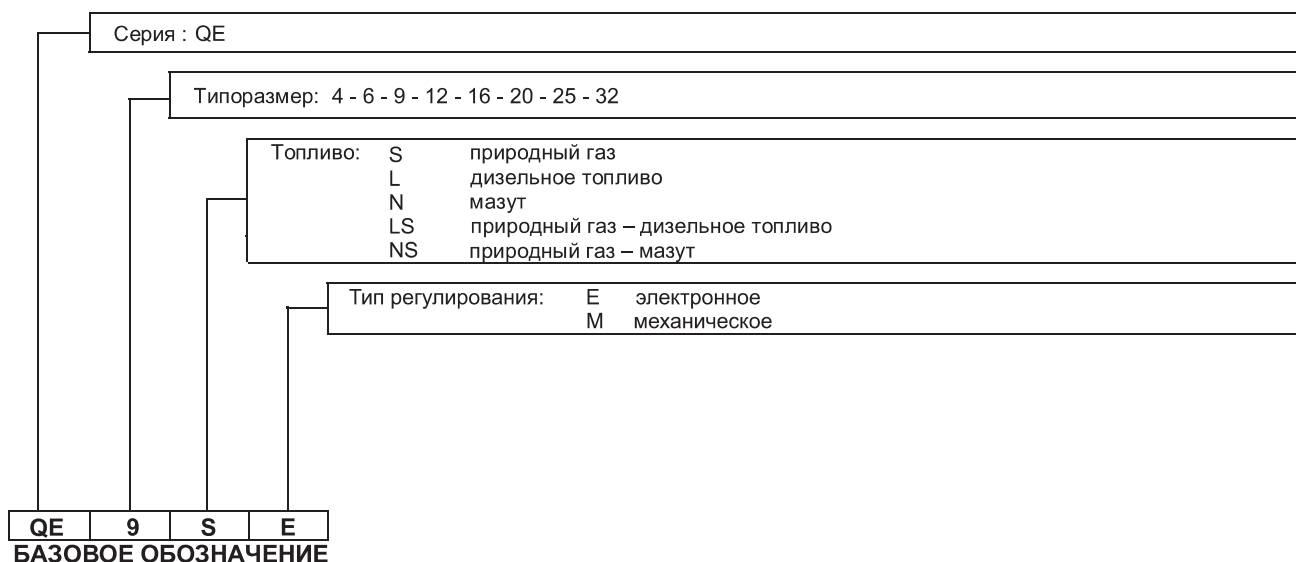 Серия : QE
Типоразмер: 4 - 6 - 9 - 12 - 16 - 20 - 25 - 32
Топливо: S природный газ
L дизельное топливо
N мазут
LS природный газ – дизельное топливо
NS природный газ – мазут
Тип регулирования: E электронное
M механическое
QE 9 S E
БАЗОВОЕ ОБОЗНАЧЕНИЕ